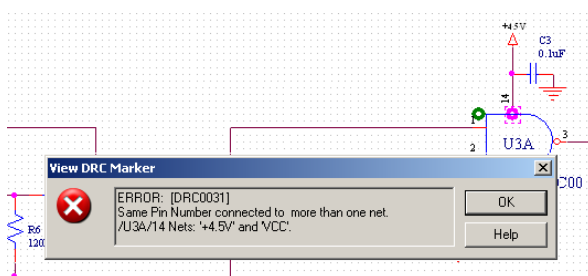 +4.5V
C3
0.1uF
14
1
2
U3A
3
View DRC Marker
ERROR: [DRC0031]
Same Pin Number connected to more than one net.
/U3A/14 Nets: '+4.5V' and 'VCC'.
OK
Help
C00
R6
120